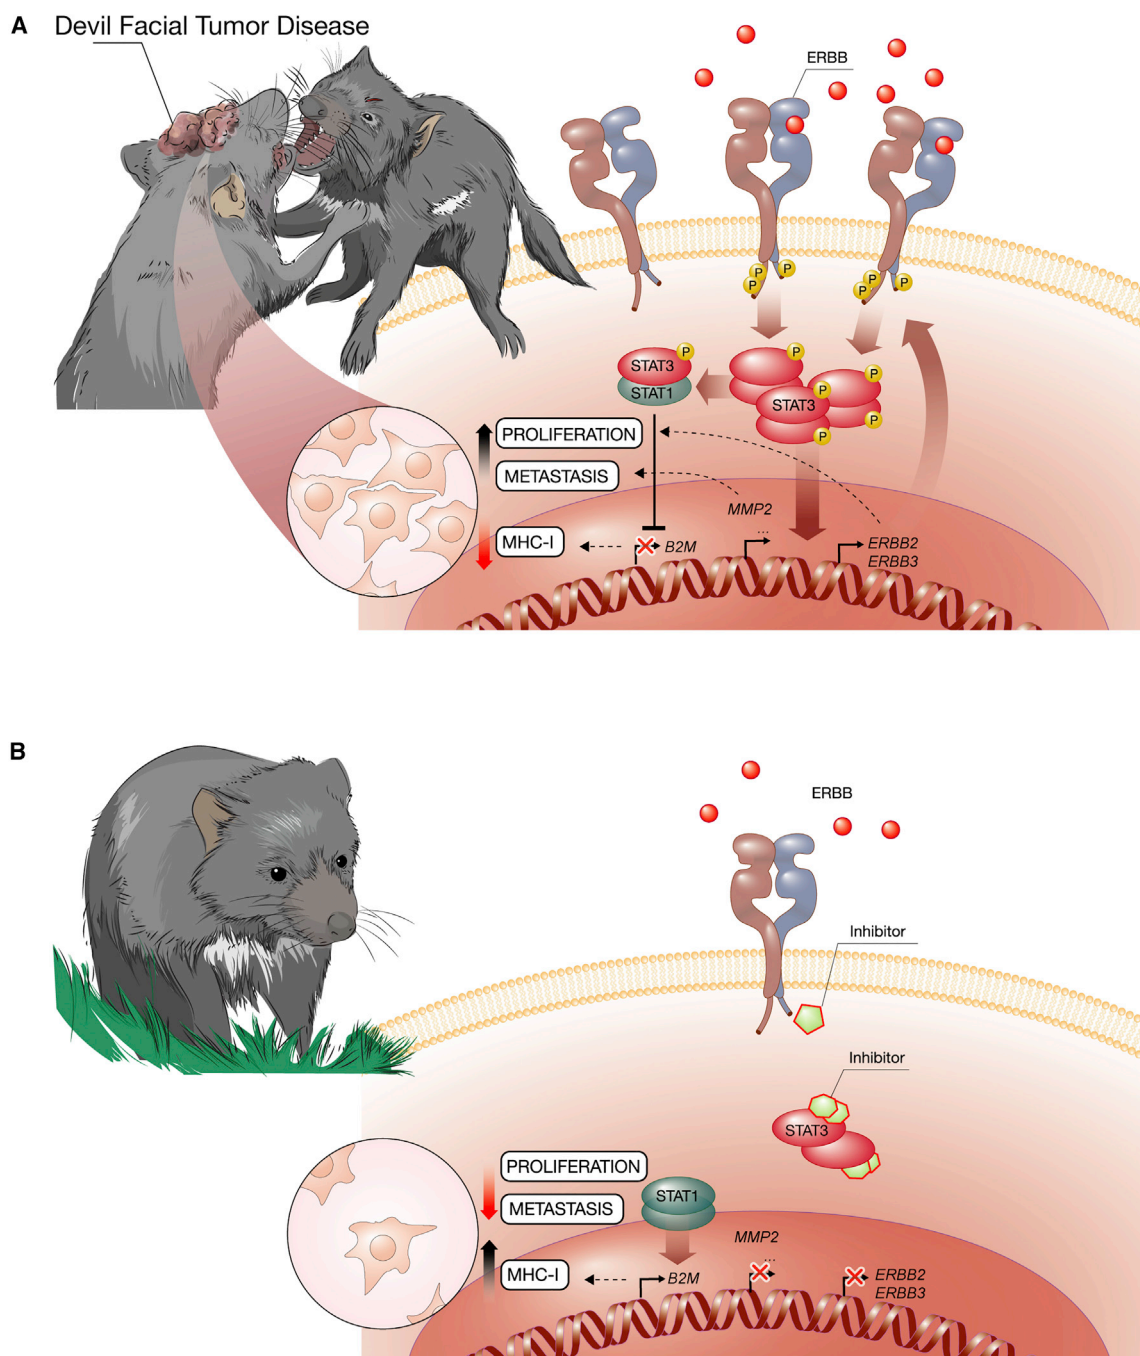 A
Devil Facial Tumor Disease
ERBB
P
P
P
P
P
P
STAT3
P
STAT1
P
P
STAT3
P
P
P
PROLIFERATION
METASTASIS
MMP2
...
MHC-I
B2M
ERBB2
ERBB3
B
ERBB
Inhibitor
Inhibitor
STAT3
PROLIFERATION
METASTASIS
STAT1
MMP2
...
MHC-I
B2M
ERBB2
ERBB3